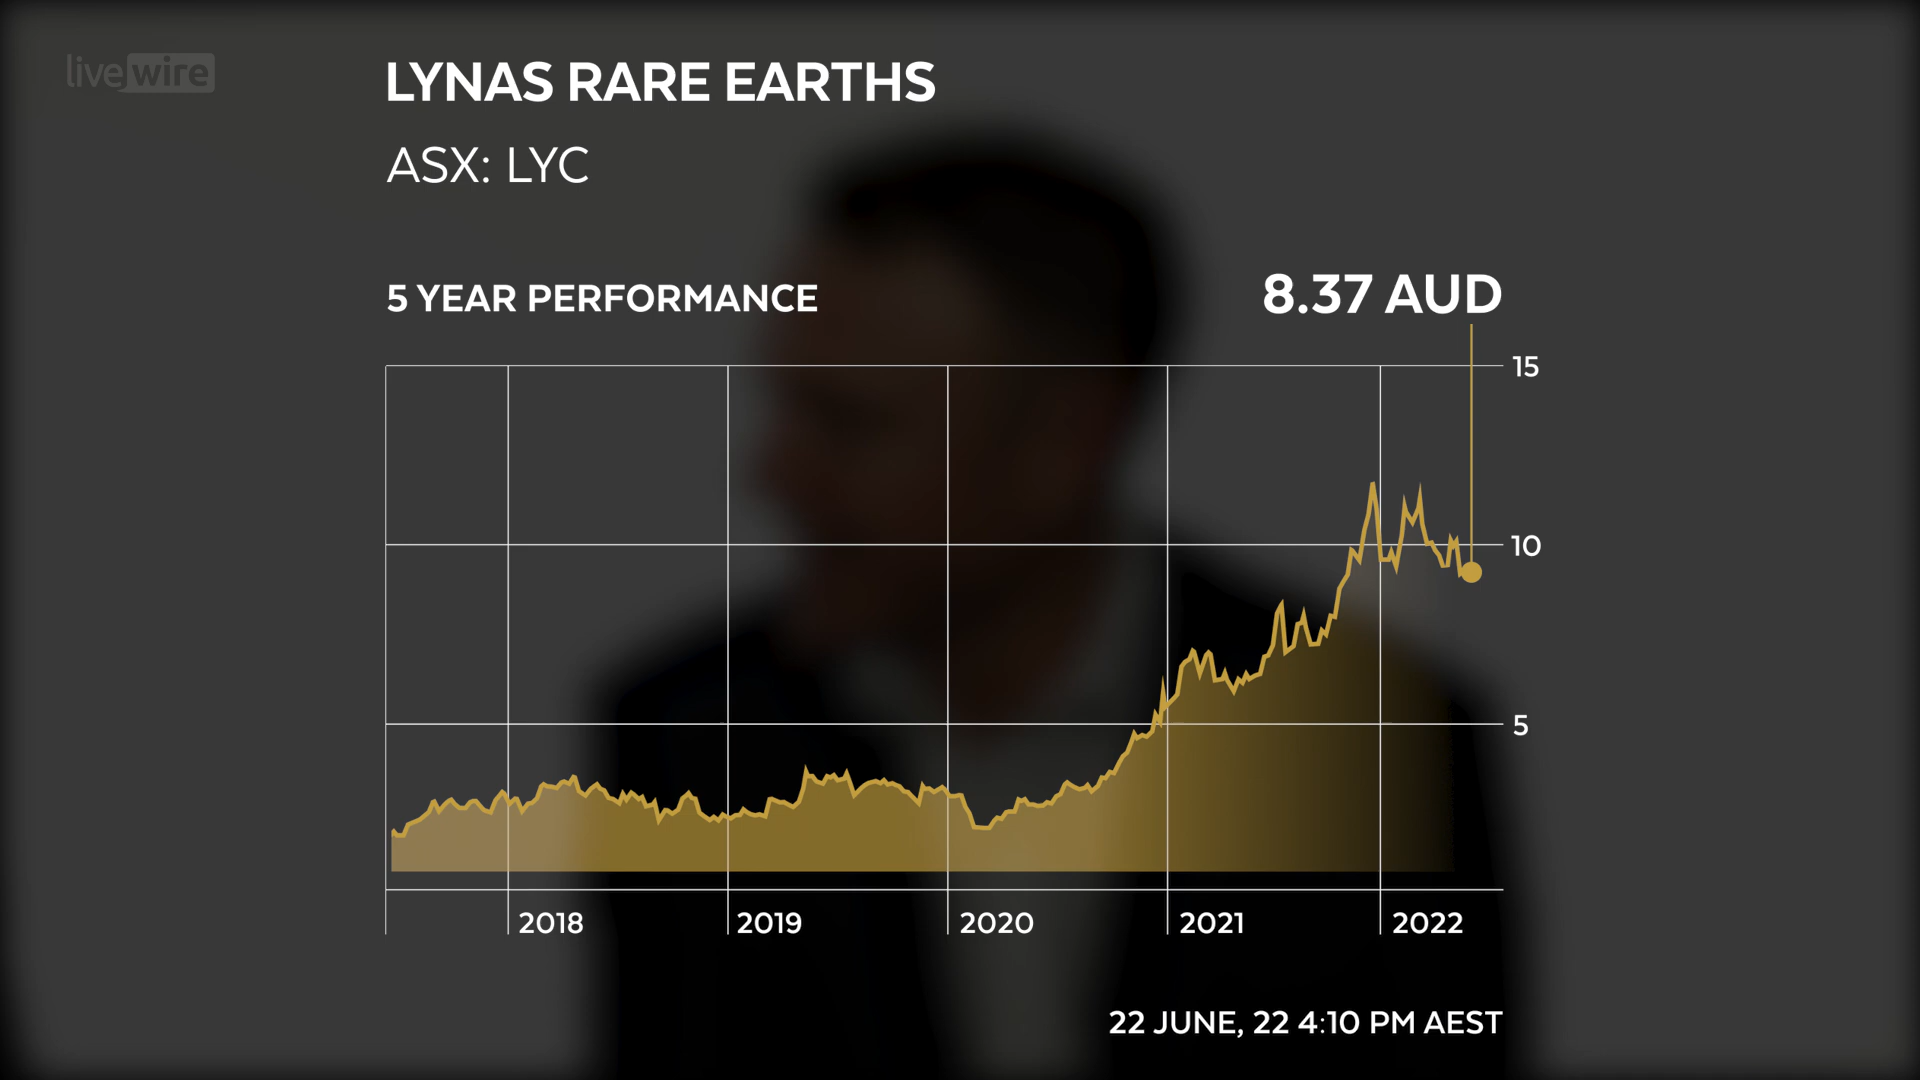 livewire
LYNAS RARE EARTHS
ASX: LYC
5 YEAR PERFORMANCE
8.37 AUD
15
10
5
2018 2019 2020 2021 2022
22 JUNE, 22 4:10 PM AEST